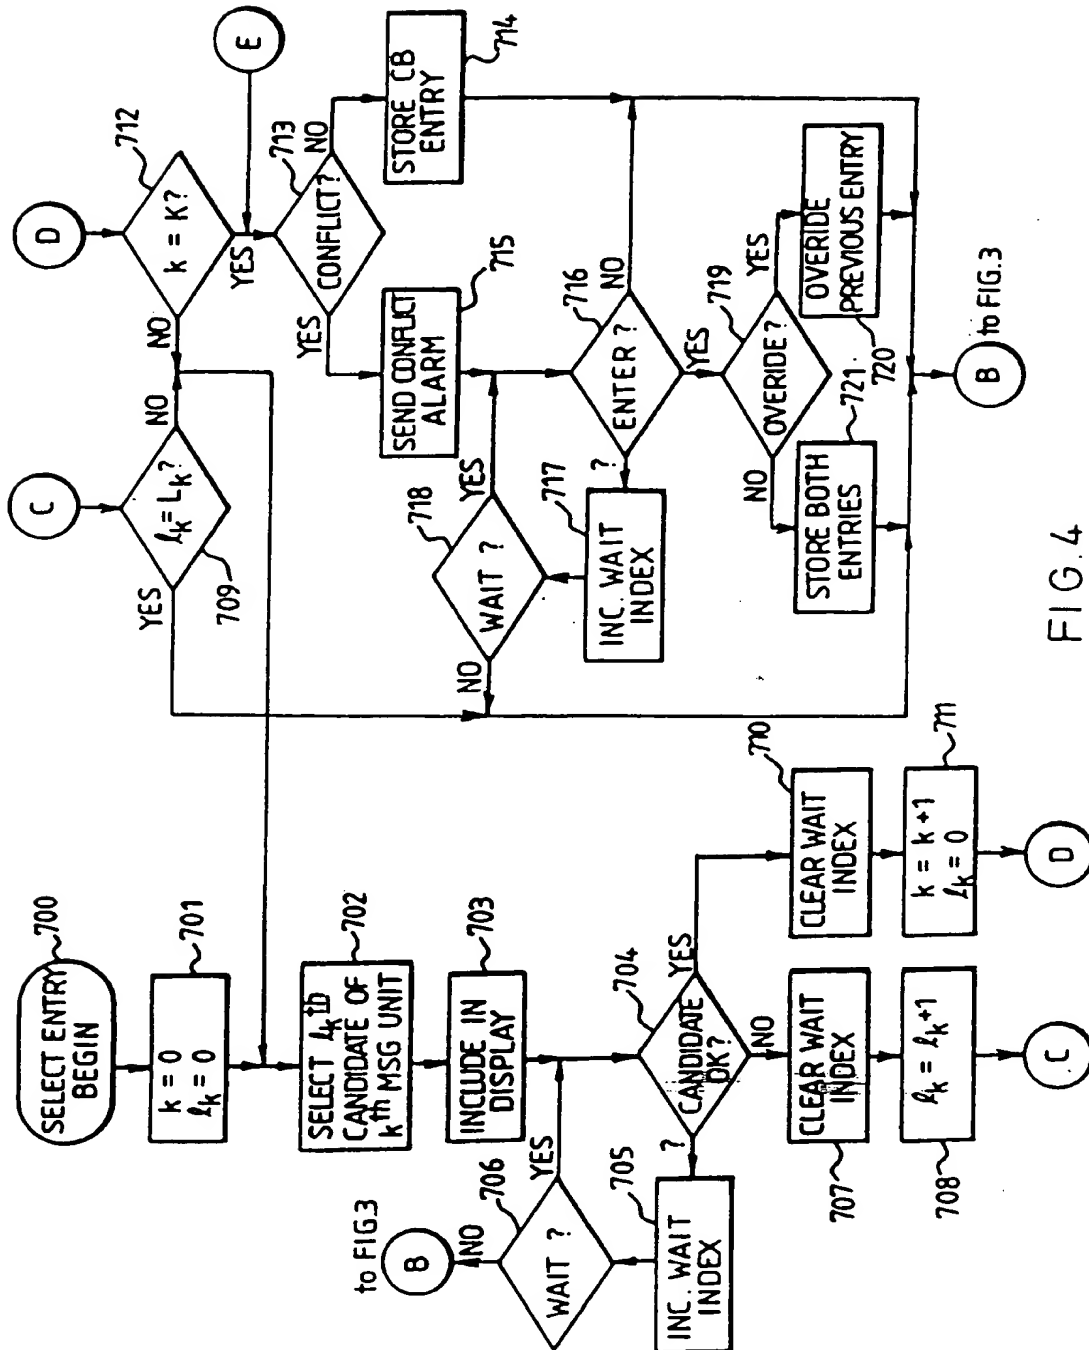 700
SELECT ENTRY
BEGIN
701
k = 0
ℓk = 0
702
SELECT ℓk th
CANDIDATE OF
kth MSG UNIT
703
INCLUDE IN
DISPLAY
704
CANDIDATE
OK?
YES
NO
?
705
INC. WAIT
INDEX
706
WAIT ?
YES
NO
B
to FIG.3
707
CLEAR WAIT
INDEX
708
ℓk = ℓk+1
C
710
CLEAR WAIT
INDEX
711
k = k+1
ℓk = 0
D
C
ℓk = Lk?
709
YES
NO
D
712
k = K?
NO
YES
E
713
CONFLICT?
YES
NO
714
STORE CB
ENTRY
715
SEND CONFLICT
ALARM
716
ENTER ?
NO
YES
?
717
INC. WAIT
INDEX
718
WAIT ?
YES
NO
719
OVERRIDE?
YES
NO
OVERRIDE
PREVIOUS ENTRY
720
721
STORE BOTH
ENTRIES
B
to FIG.3
FIG.4